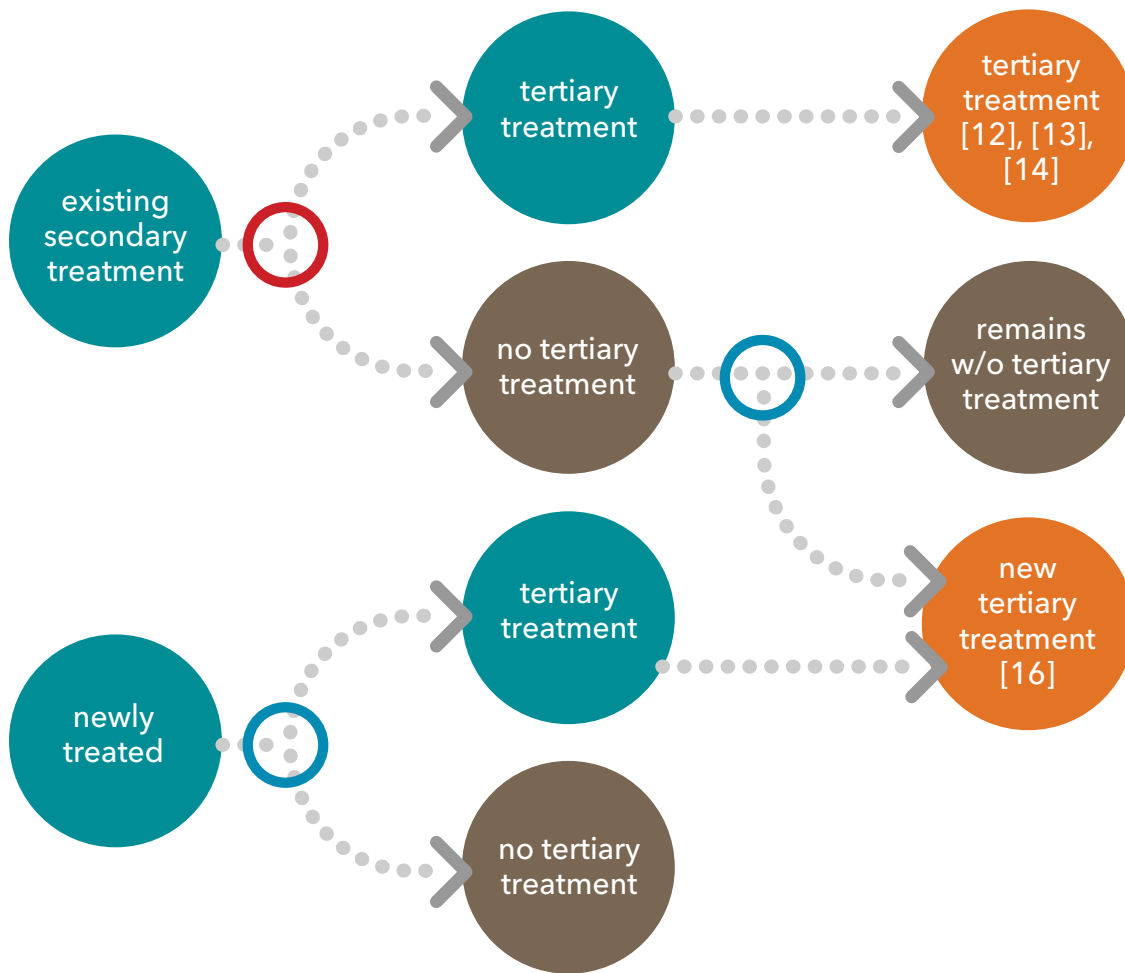 existing
secondary
treatment
tertiary
treatment
tertiary
treatment
[12], [13],
[14]
no tertiary
treatment
remains
w/o tertiary
treatment
newly
treated
tertiary
treatment
new
tertiary
treatment
[16]
no tertiary
treatment